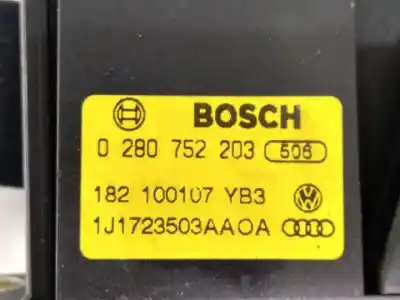 BOSCH
0 280 752 203 506
182 100107 YB3
1J1723503AAOA